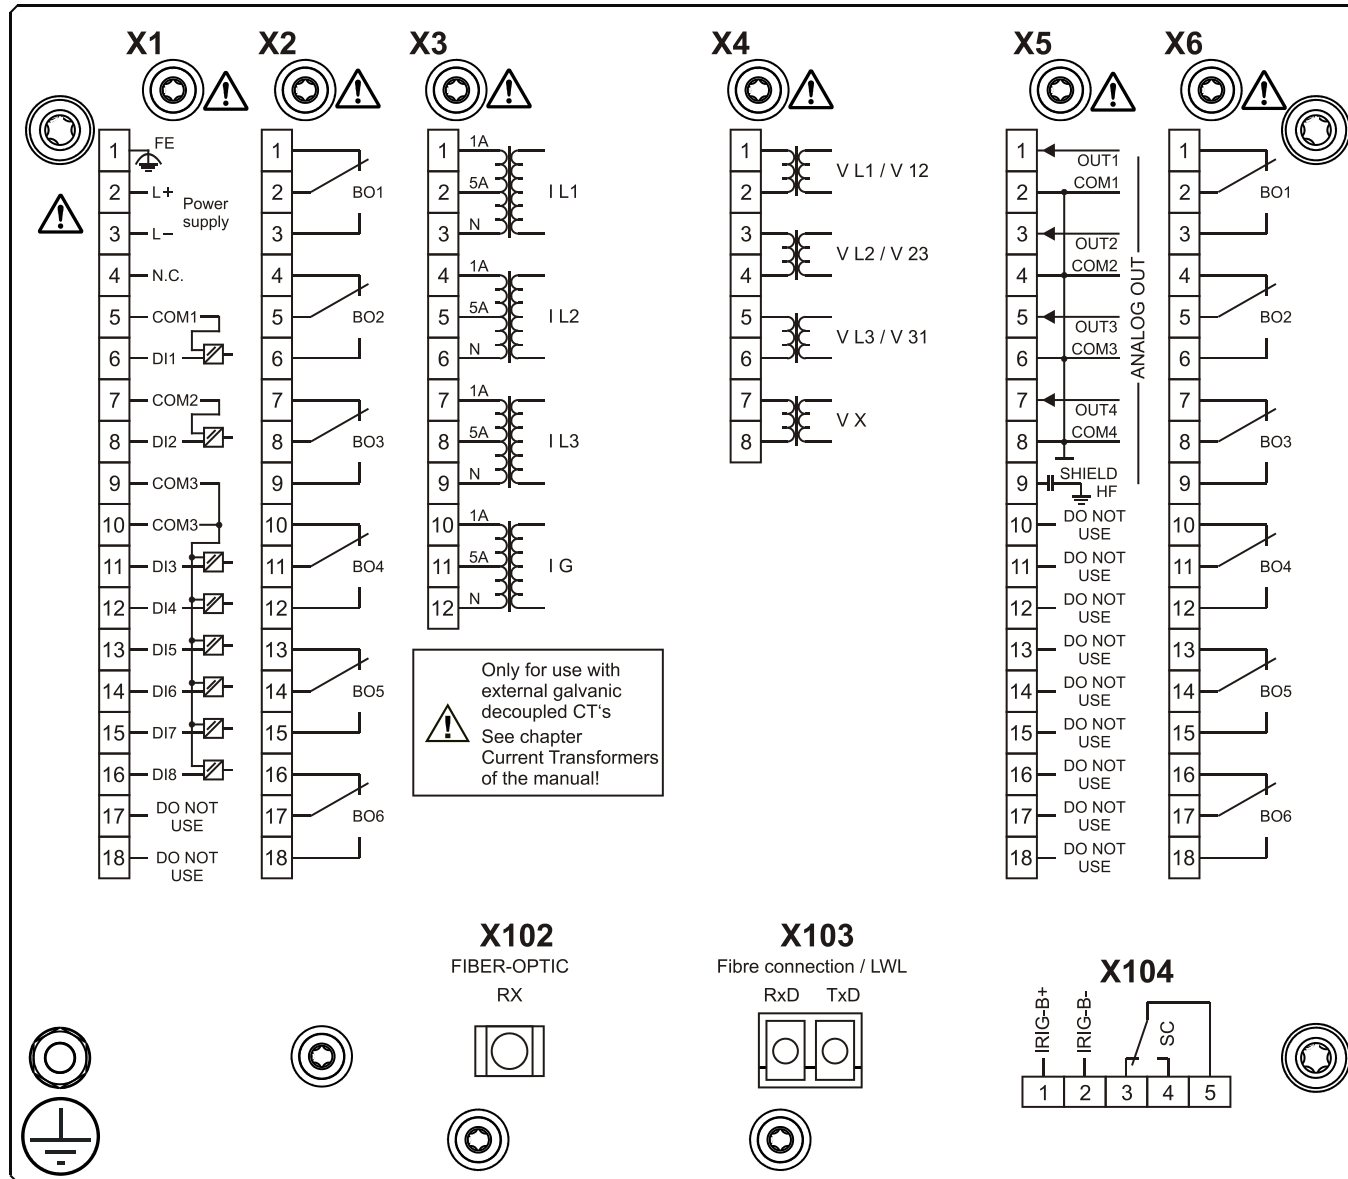 X1
1 FE
2 L+ Power
supply
3 L−
4 N.C.
5 COM1
6 DI1
7 COM2
8 DI2
9 COM3
10 COM3
11 DI3
12 DI4
13 DI5
14 DI6
15 DI7
16 DI8
17 DO NOT
USE
18 DO NOT
USE
X2
1
2 BO1
3
4
5 BO2
6
7
8 BO3
9
10
11 BO4
12
13
14 BO5
15
16
17 BO6
18
X3
1 1A
2 5A I L1
3 N
4 1A
5 5A I L2
6 N
7 1A
8 5A I L3
9 N
10 1A
11 5A I G
12 N
Only for use with
external galvanic
decoupled CT‘s
See chapter
Current Transformers
of the manual!
X4
1
V L1 / V 12
2
3
V L2 / V 23
4
5
V L3 / V 31
6
7
V X
8
X5
1 OUT1
2 COM1
3 OUT2
4 COM2
5 OUT3
6 COM3
7 OUT4
8 COM4
ANALOG OUT
9 SHIELD
HF
10 DO NOT
USE
11 DO NOT
USE
12 DO NOT
USE
13 DO NOT
USE
14 DO NOT
USE
15 DO NOT
USE
16 DO NOT
USE
17 DO NOT
USE
18 DO NOT
USE
X6
1
2 BO1
3
4
5 BO2
6
7
8 BO3
9
10
11 BO4
12
13
14 BO5
15
16
17 BO6
18
X102
FIBER-OPTIC
RX
X103
Fibre connection / LWL
RxD TxD
X104
IRIG-B+
IRIG-B-
SC
1 2 3 4 5